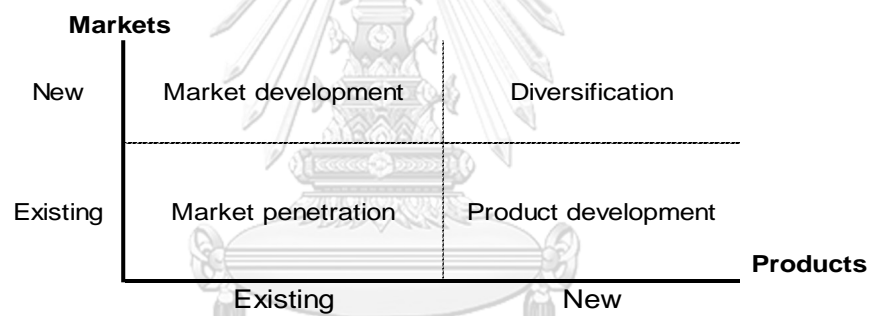 Markets
New Market development Diversification
Existing Market penetration Product development
Products
Existing New